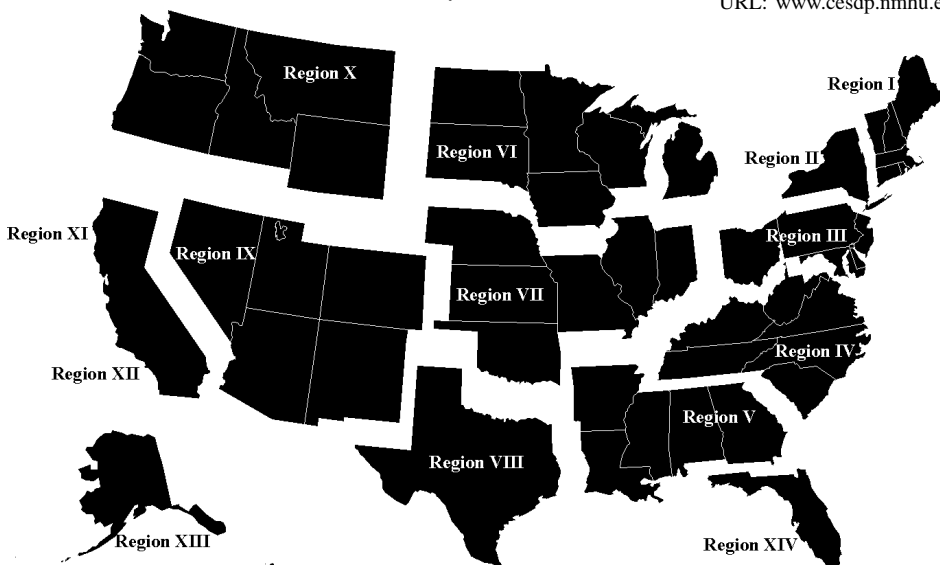 URL: www.cesdp.nmhu.e
Region X
Region I
Region VI
Region II
Region XI
Region IX
Region III
Region VII
Region XII
Region IV
Region V
Region VIII
Region XIII
Region XIV